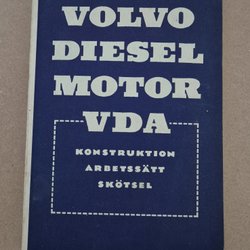 VOLVO
DIESEL
MOTOR
VDA
KONSTRUKTION
ARBETSSÄTT
SKÖTSEL